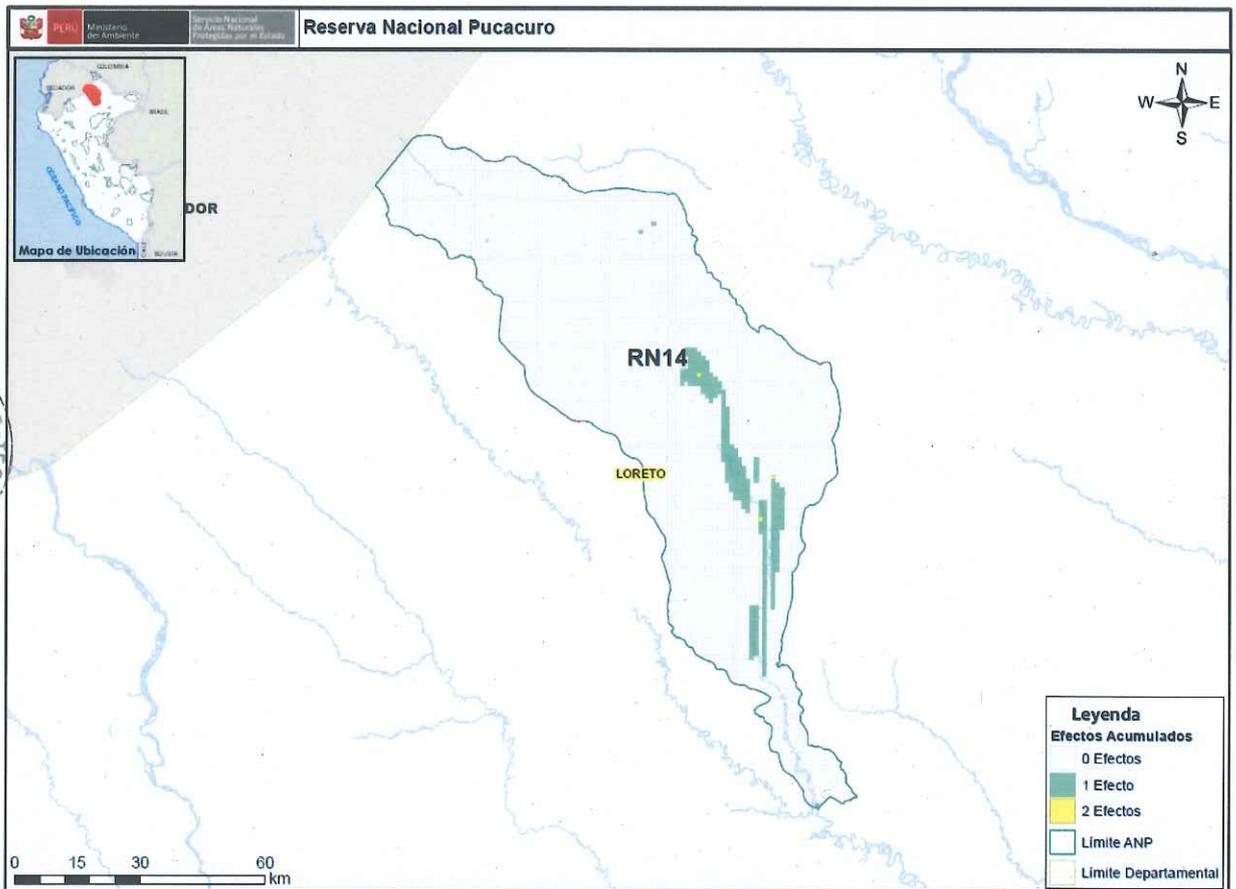 PERÚ
Ministerio
del Ambiente
Servicio Nacional
de Áreas Naturales
Protegidas por el Estado
Reserva Nacional Pucacuro
COLOMBIA
ECUADOR
BRASIL
OCEANO PACIFICO
Mapa de Ubicación
BOLIVIA
DOR
N
W
E
S
RN14
LORETO
Leyenda
Efectos Acumulados
0 Efectos
1 Efecto
2 Efectos
Límite ANP
Límite Departamental
0 15 30 60
km